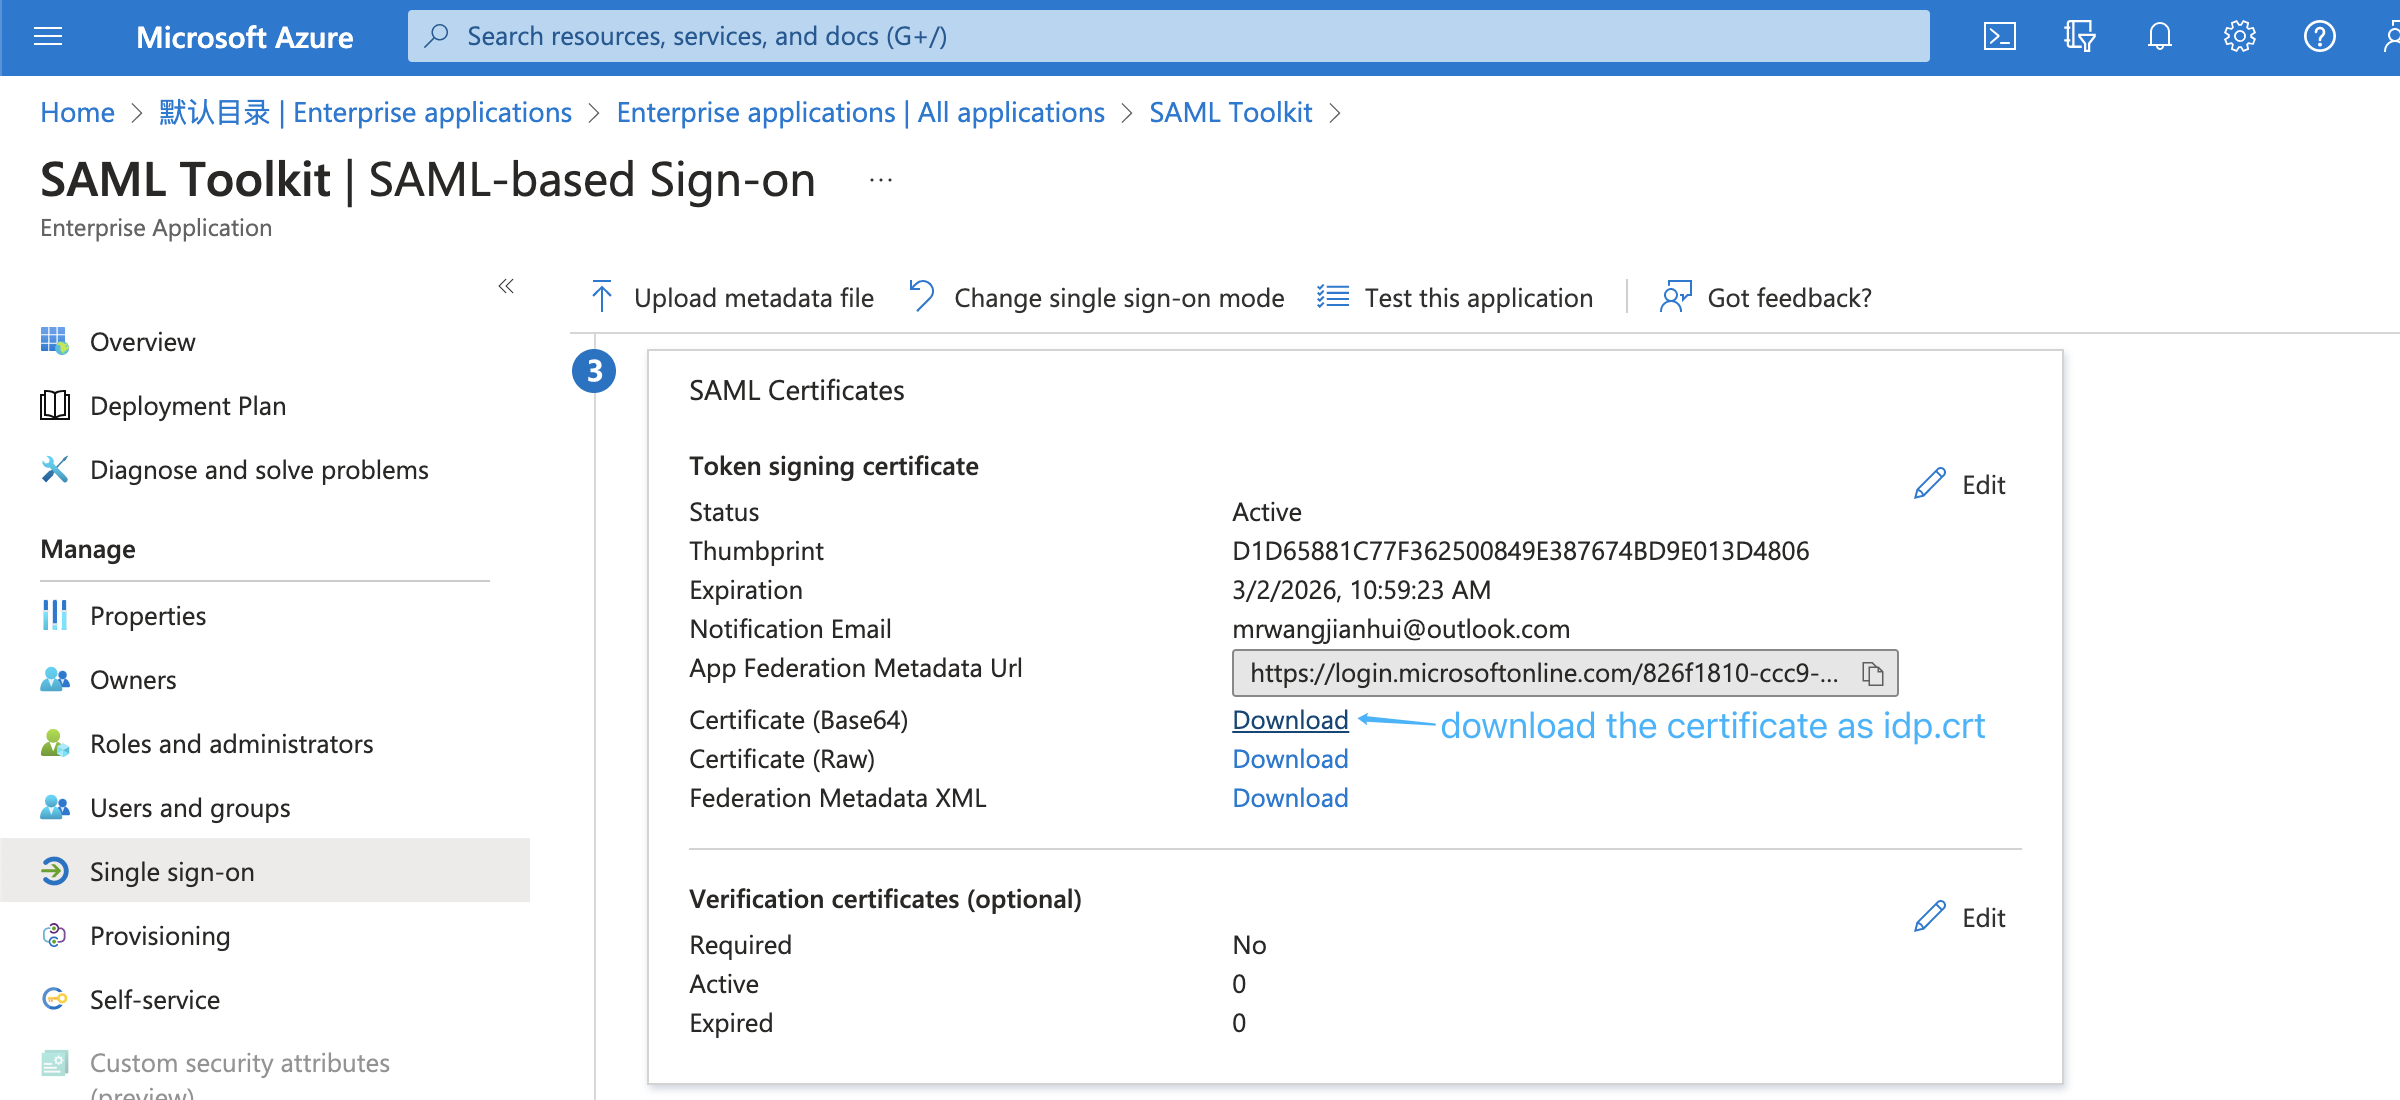 Microsoft Azure
Search resources, services, and docs (G+/)
Home > 默认目录 | Enterprise applications > Enterprise applications | All applications > SAML Toolkit >
SAML Toolkit | SAML-based Sign-on ...
Enterprise Application
Upload metadata file
Change single sign-on mode
Test this application
Got feedback?
Overview
Deployment Plan
Diagnose and solve problems
Manage
Properties
Owners
Roles and administrators
Users and groups
Single sign-on
Provisioning
Self-service
Custom security attributes
(preview)
3
SAML Certificates
Token signing certificate
Edit
Status Active
Thumbprint D1D65881C77F362500849E387674BD9E013D4806
Expiration 3/2/2026, 10:59:23 AM
Notification Email mrwangjianhui@outlook.com
App Federation Metadata Url https://login.microsoftonline.com/826f1810-ccc9-...
Certificate (Base64) Download download the certificate as idp.crt
Certificate (Raw) Download
Federation Metadata XML Download
Verification certificates (optional)
Edit
Required No
Active 0
Expired 0